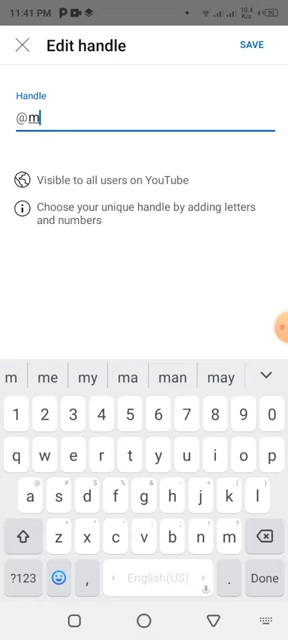 11:41 PM P 10.4 K/s
Edit handle SAVE
Handle
@m
Visible to all users on YouTube
Choose your unique handle by adding letters
and numbers
m me my ma man may
1 2 3 4 5 6 7 8 9 0
q w e r t y u i o p
@ # $ % & - + ( )
a s d f g h j k l
z x c v b n m
?123 , English(US) . Done